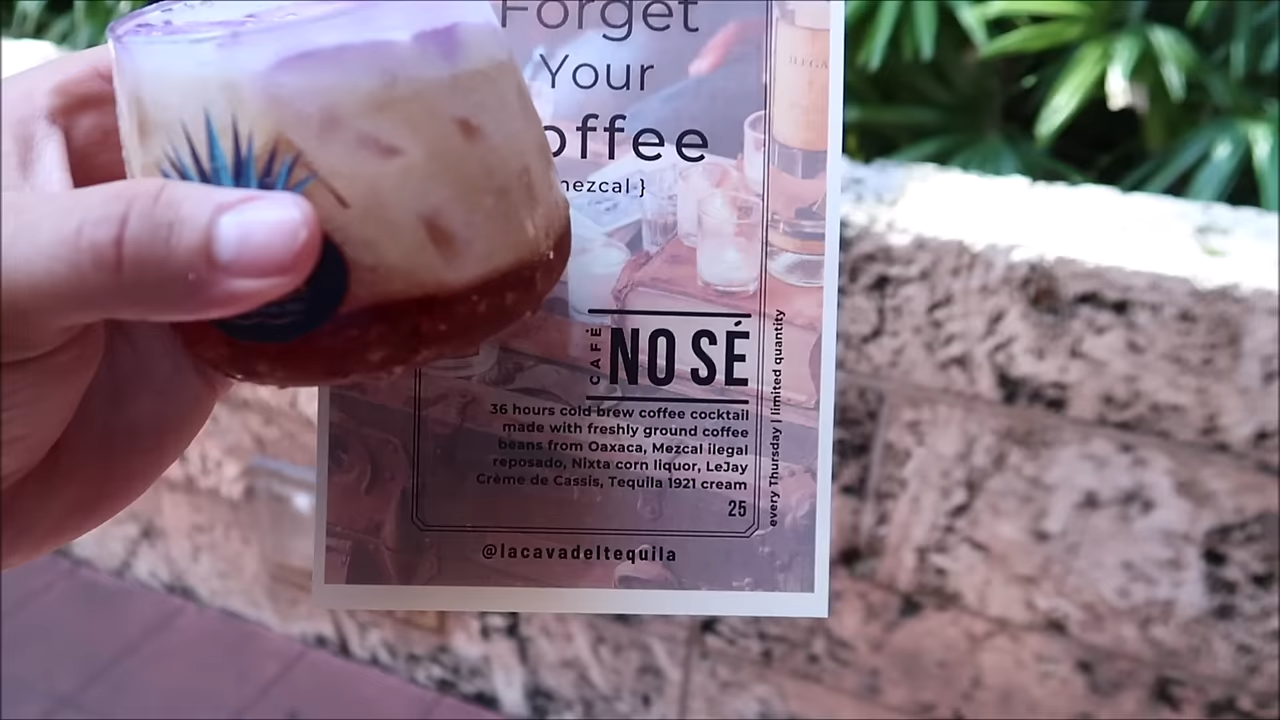 Forget
Your
offee
mezcal }
CAFÉ
NO SÉ
36 hours cold brew coffee cocktail
made with freshly ground coffee
beans from Oaxaca, Mezcal ilegal
reposado, Nixta corn liquor, LeJay
Crème de Cassis, Tequila 1921 cream
25
every Thursday | limited quantity
@lacavadeltequila